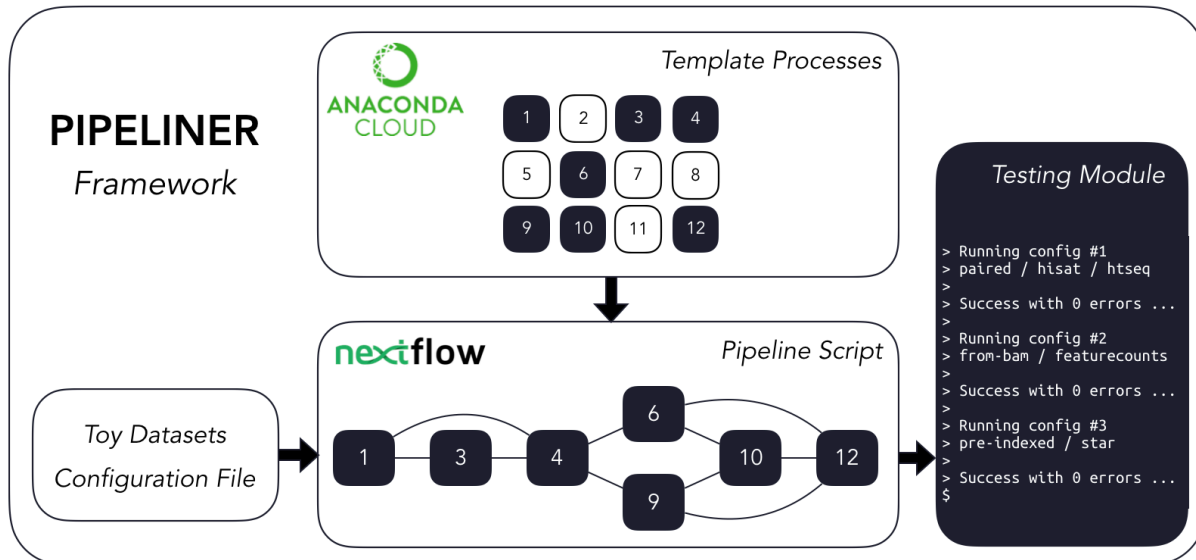 PIPELINER
Framework
ANACONDA
CLOUD
Template Processes
1 2 3 4
5 6 7 8
9 10 11 12
nextflow
Pipeline Script
Toy Datasets
Configuration File
1 3 4 6 9 10 12
Testing Module
> Running config #1
> paired / hisat / htseq
>
> Success with 0 errors ...
>
> Running config #2
> from-bam / featurecounts
>
> Success with 0 errors ...
>
> Running config #3
> pre-indexed / star
>
> Success with 0 errors ...
$